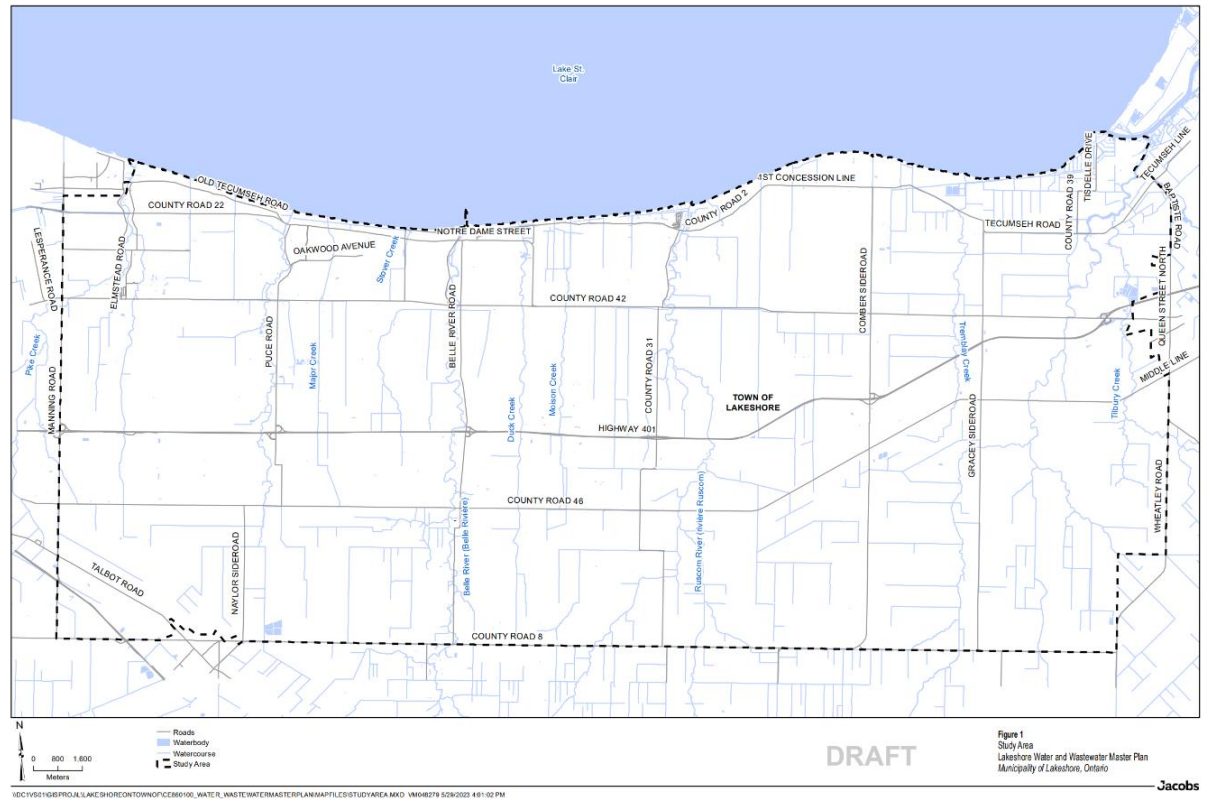 Lake St.
Clair
OLD TECUMSEH ROAD
COUNTY ROAD 22
LESPERANCE ROAD
ELMSTEAD ROAD
OAKWOOD AVENUE
Stover Creek
NOTRE DAME STREET
COUNTY ROAD 2
1ST CONCESSION LINE
TECUMSEH ROAD
COUNTY ROAD 39
TISDELLE DRIVE
TECUMSEH LINE
BAPTISTE ROAD
QUEEN STREET NORTH
COUNTY ROAD 42
COMBER SIDEROAD
BELLE RIVER ROAD
PUCE ROAD
Pike Creek
Major Creek
MANNING ROAD
Duck Creek
Moison Creek
COUNTY ROAD 31
TOWN OF
LAKESHORE
Tremblay Creek
MIDDLE LINE
Tilbury Creek
HIGHWAY 401
GRACEY SIDEROAD
WHEATLEY ROAD
COUNTY ROAD 46
Belle River (Belle Rivière)
Ruscom River (rivière Ruscom)
TALBOT ROAD
NAYLOR SIDEROAD
COUNTY ROAD 8
N
0 800 1,600
Meters
Roads
Waterbody
Watercourse
Study Area
DRAFT
Figure 1
Study Area
Lakeshore Water and Wastewater Master Plan
Municipality of Lakeshore, Ontario
Jacobs